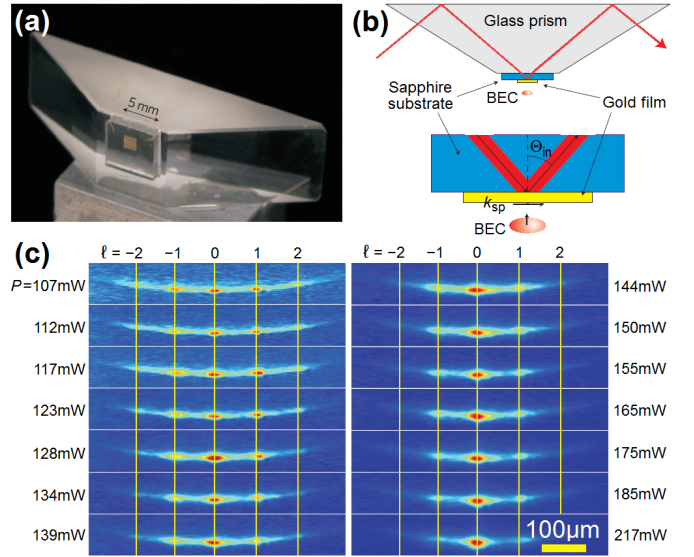 (a)
5 mm
(b)
Glass prism
Sapphire
substrate
BEC
Gold film
Θin
ksp
BEC
(c)
ℓ = −2 −1 0 1 2
−2 −1 0 1 2
P=107mW
112mW
117mW
123mW
128mW
134mW
139mW
144mW
150mW
155mW
165mW
175mW
185mW
217mW
100µm